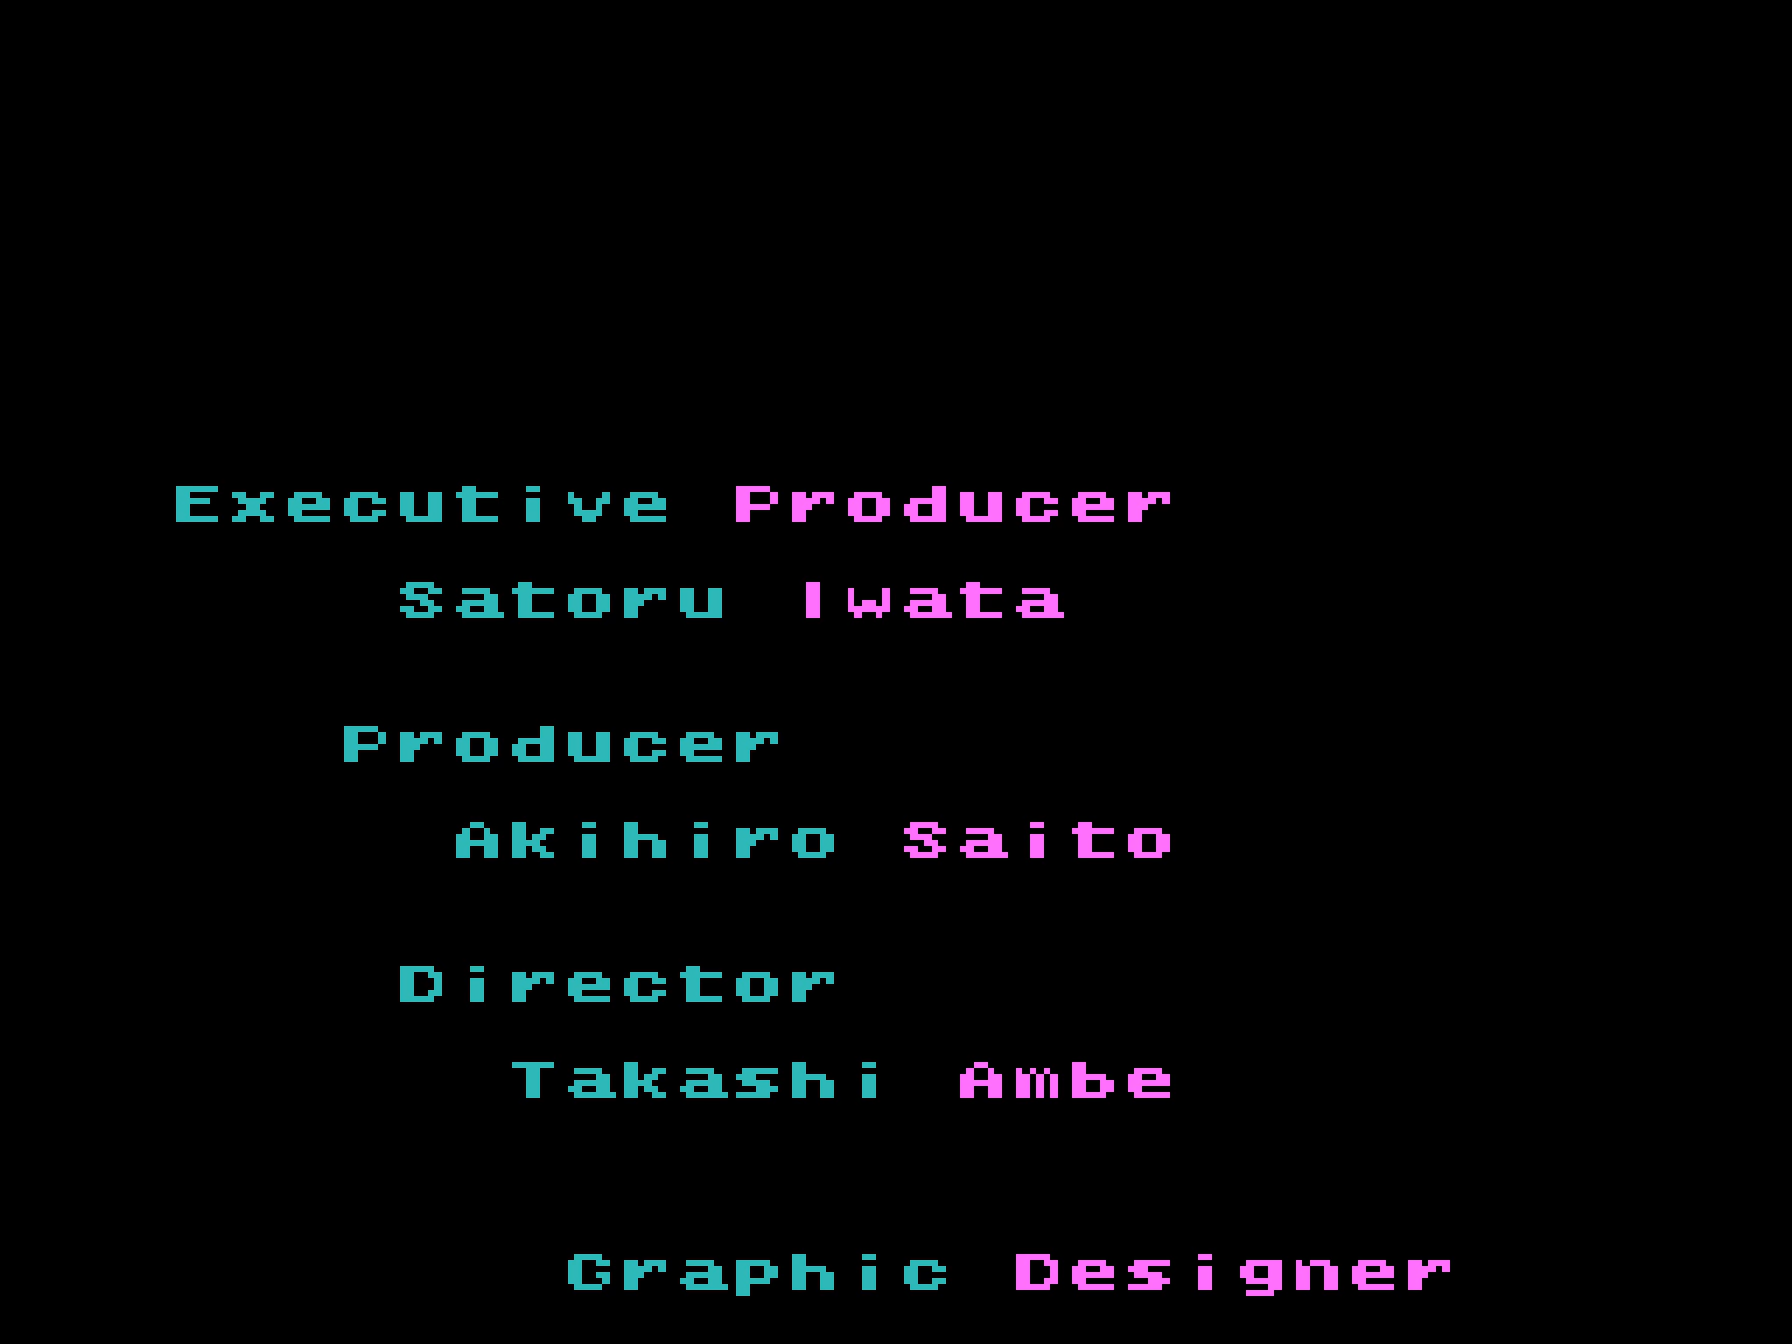 Executive Producer
Satoru Iwata
Producer
Akihiro Saito
Director
Takashi Ambe
Graphic Designer